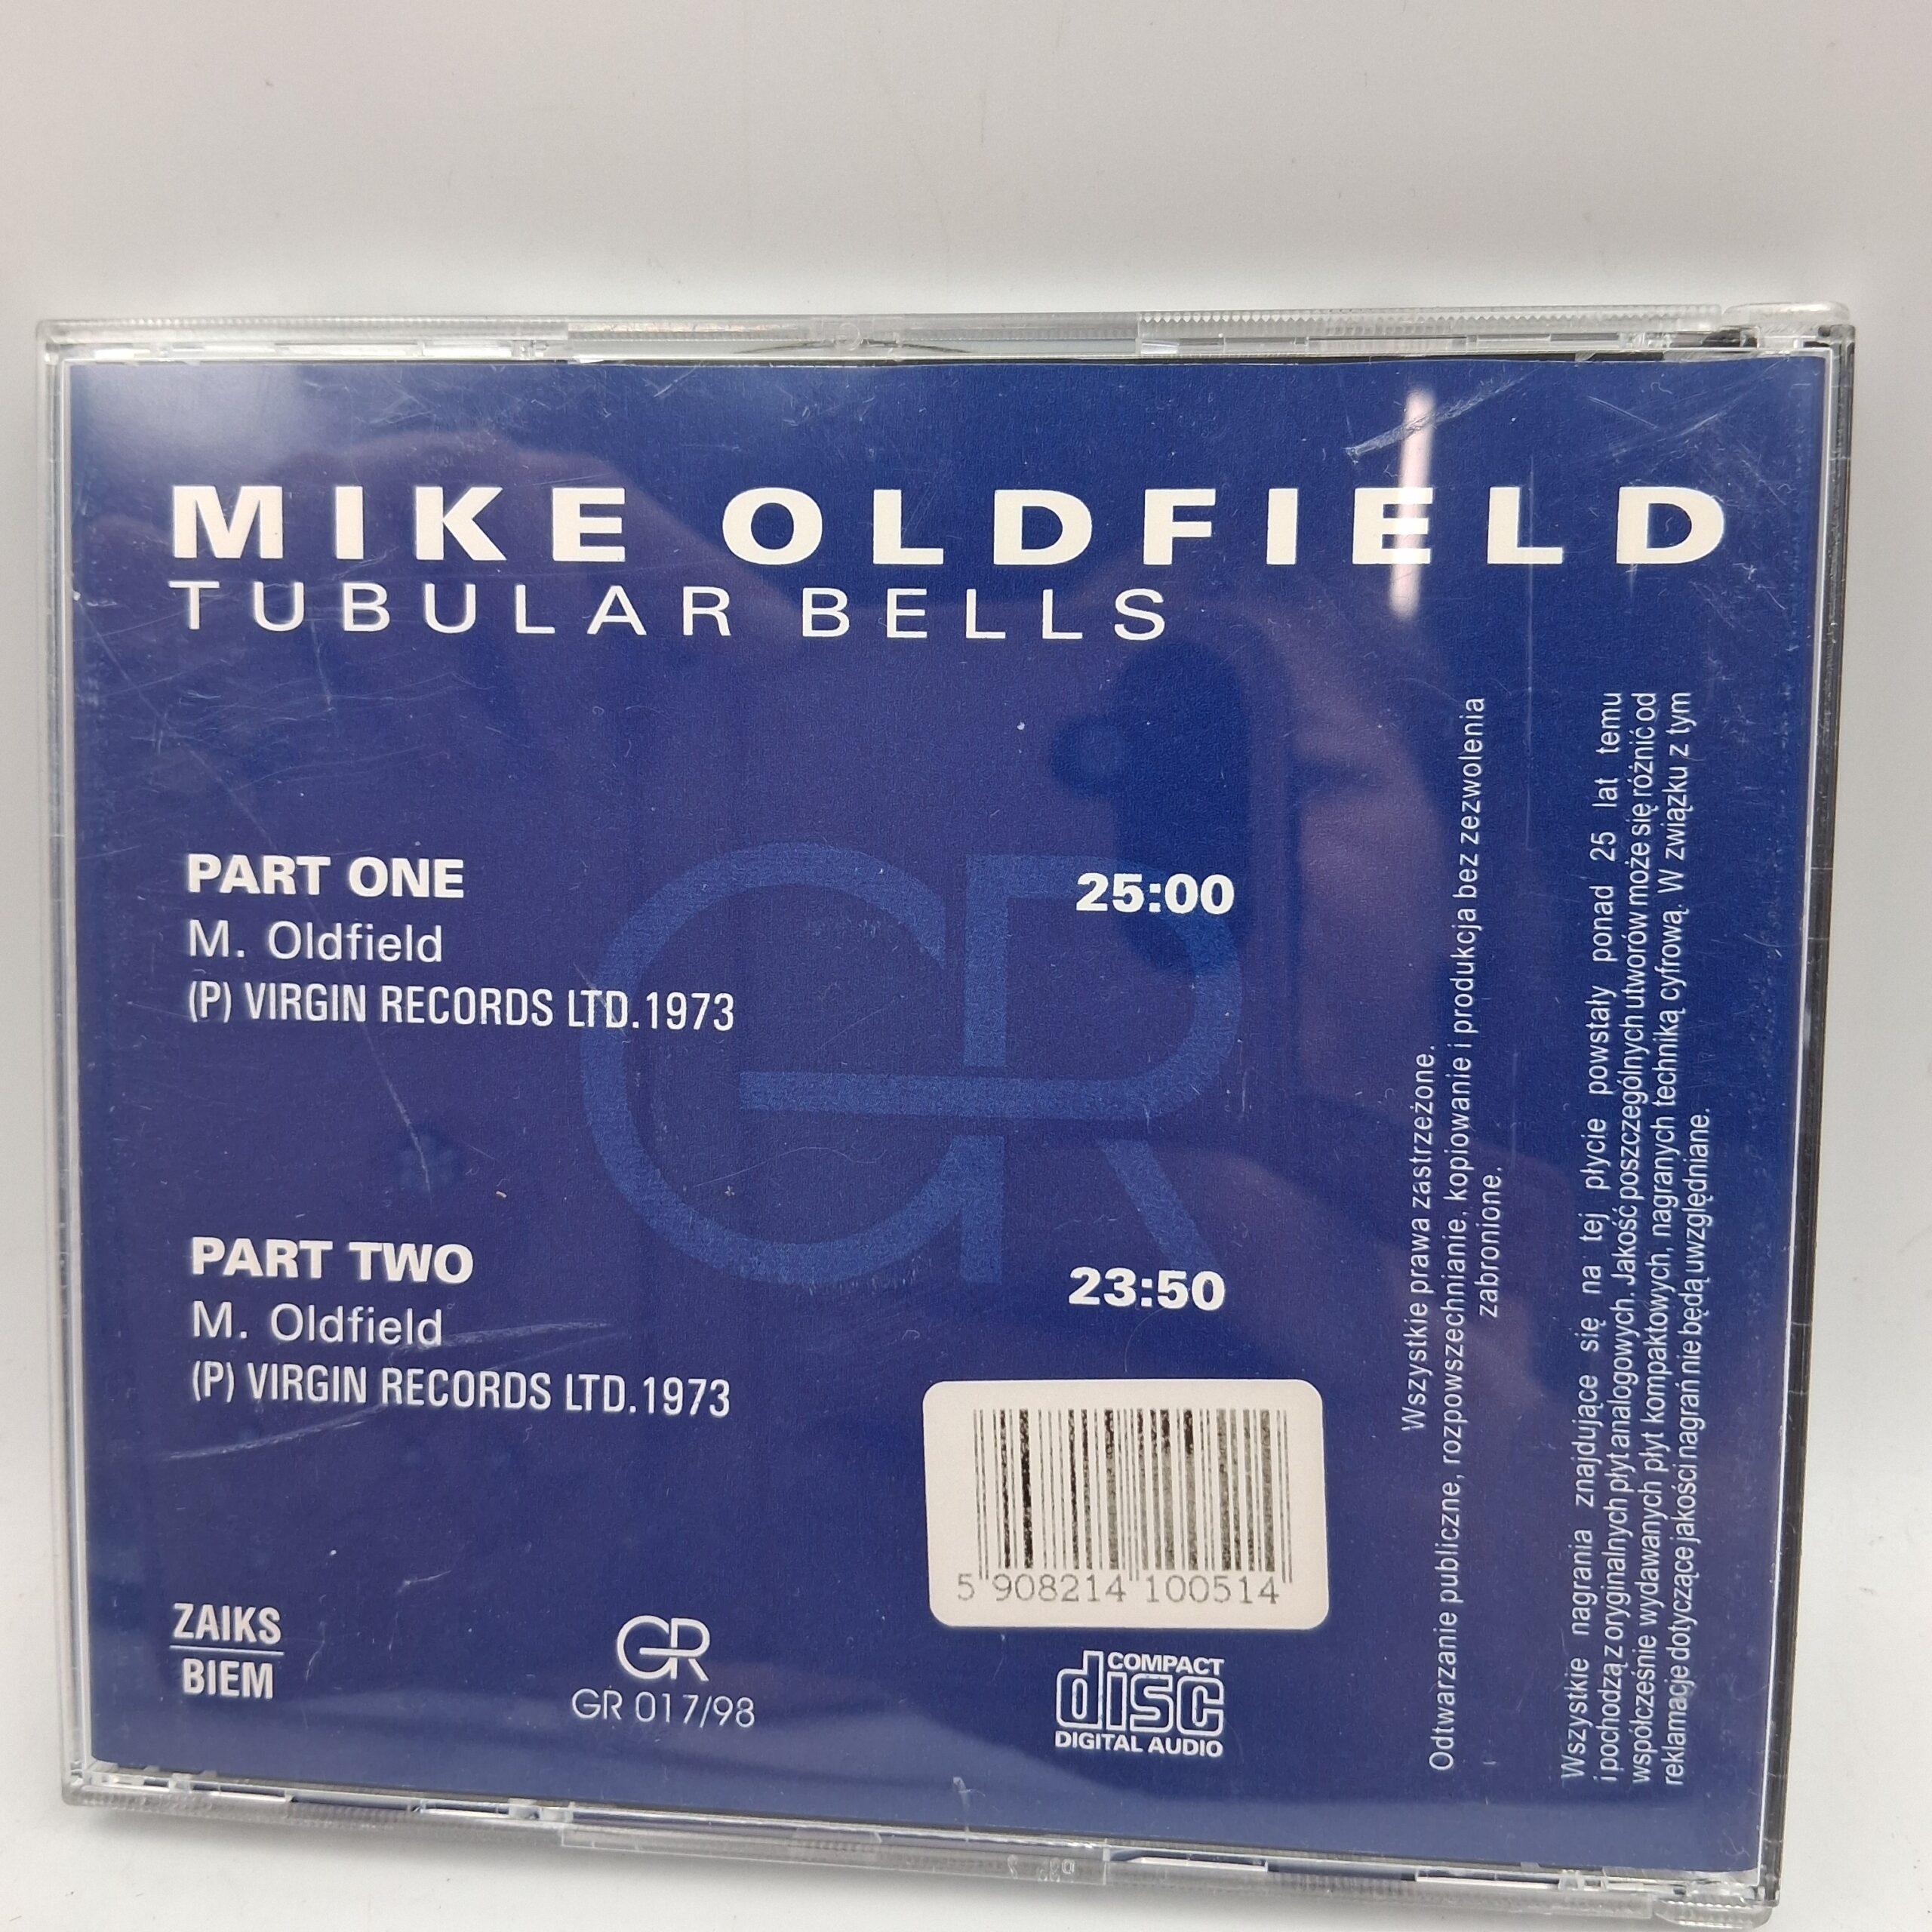 MIKE OLDFIELD
TUBULAR BELLS
PART ONE
25:00
M. Oldfield
(P) VIRGIN RECORDS LTD.1973
PART TWO
23:50
M. Oldfield
(P) VIRGIN RECORDS LTD.1973
5 908214 100514
ZAIKS
BIEM
GR
GR 017/98
COMPACT
disc
DIGITAL AUDIO
Wszystkie prawa zastrzeżone.
Odtwarzanie publiczne, rozpowszechnianie, kopiowanie i produkcja bez zezwolenia
zabronione.
Wszystkie nagrania znajdujące się na tej płycie powstały ponad 25 lat temu
i pochodzą z oryginalnych płyt analogowych. Jakość poszczególnych utworów może się różnić od
współcześnie wydawanych płyt kompaktowych, nagranych techniką cyfrową. W związku z tym
reklamacje dotyczące jakości nagrań nie będą uwzględniane.
GR